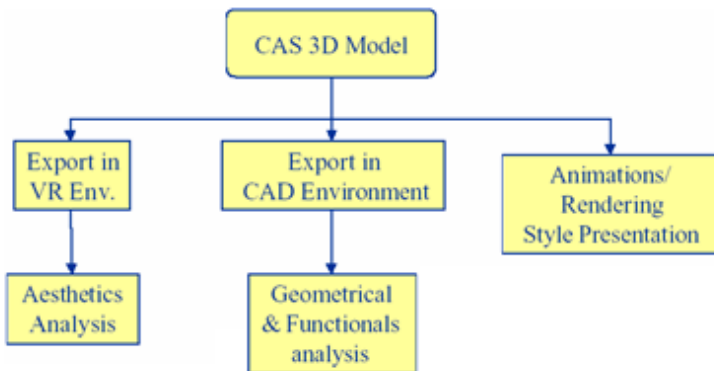 CAS 3D Model
Export in
VR Env.
Export in
CAD Environment
Animations/
Rendering
Style Presentation
Aesthetics
Analysis
Geometrical
& Functionals
analysis